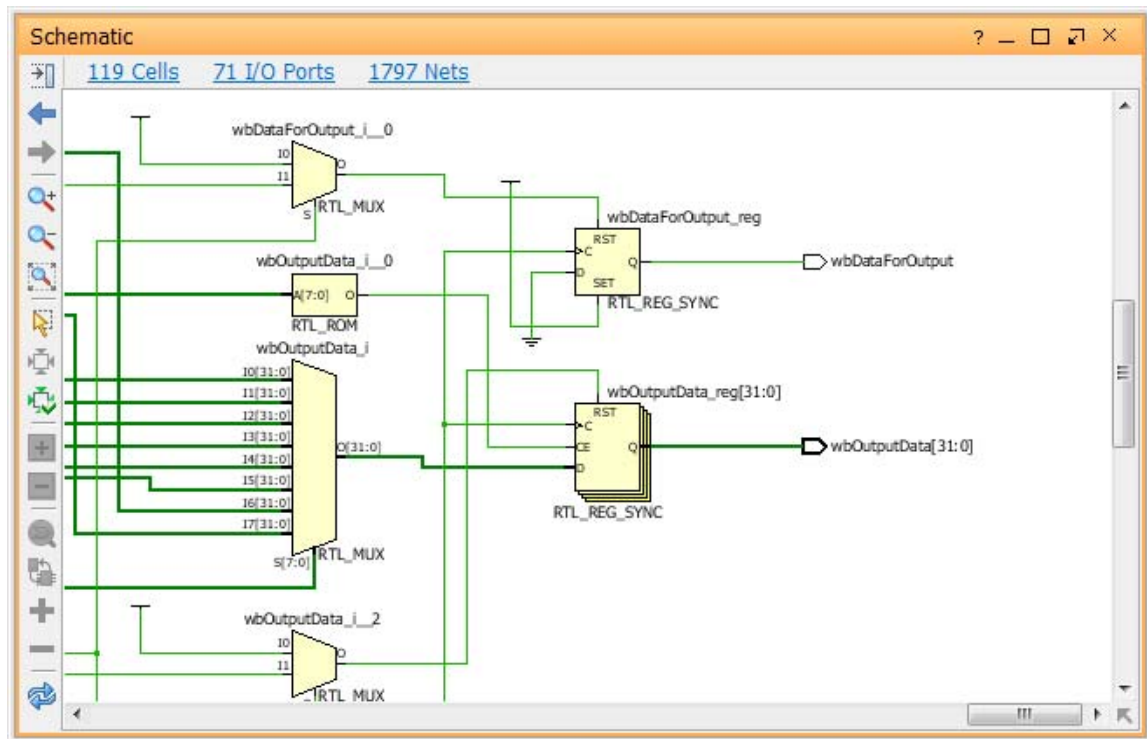 Schematic
119 Cells 71 I/O Ports 1797 Nets
wbDataForOutput_i__0
I0
I1
O
S
RTL_MUX
wbDataForOutput_reg
RST
C
D
Q
SET
RTL_REG_SYNC
wbDataForOutput
wbOutputData_i__0
A[7:0] O
RTL_ROM
wbOutputData_i
I0[31:0]
I1[31:0]
I2[31:0]
I3[31:0]
I4[31:0]
I5[31:0]
I6[31:0]
I7[31:0]
O[31:0]
S[7:0]
RTL_MUX
wbOutputData_reg[31:0]
RST
C
CE
D
Q
RTL_REG_SYNC
wbOutputData[31:0]
wbOutputData_i__2
I0
I1
O
RTL_MUX